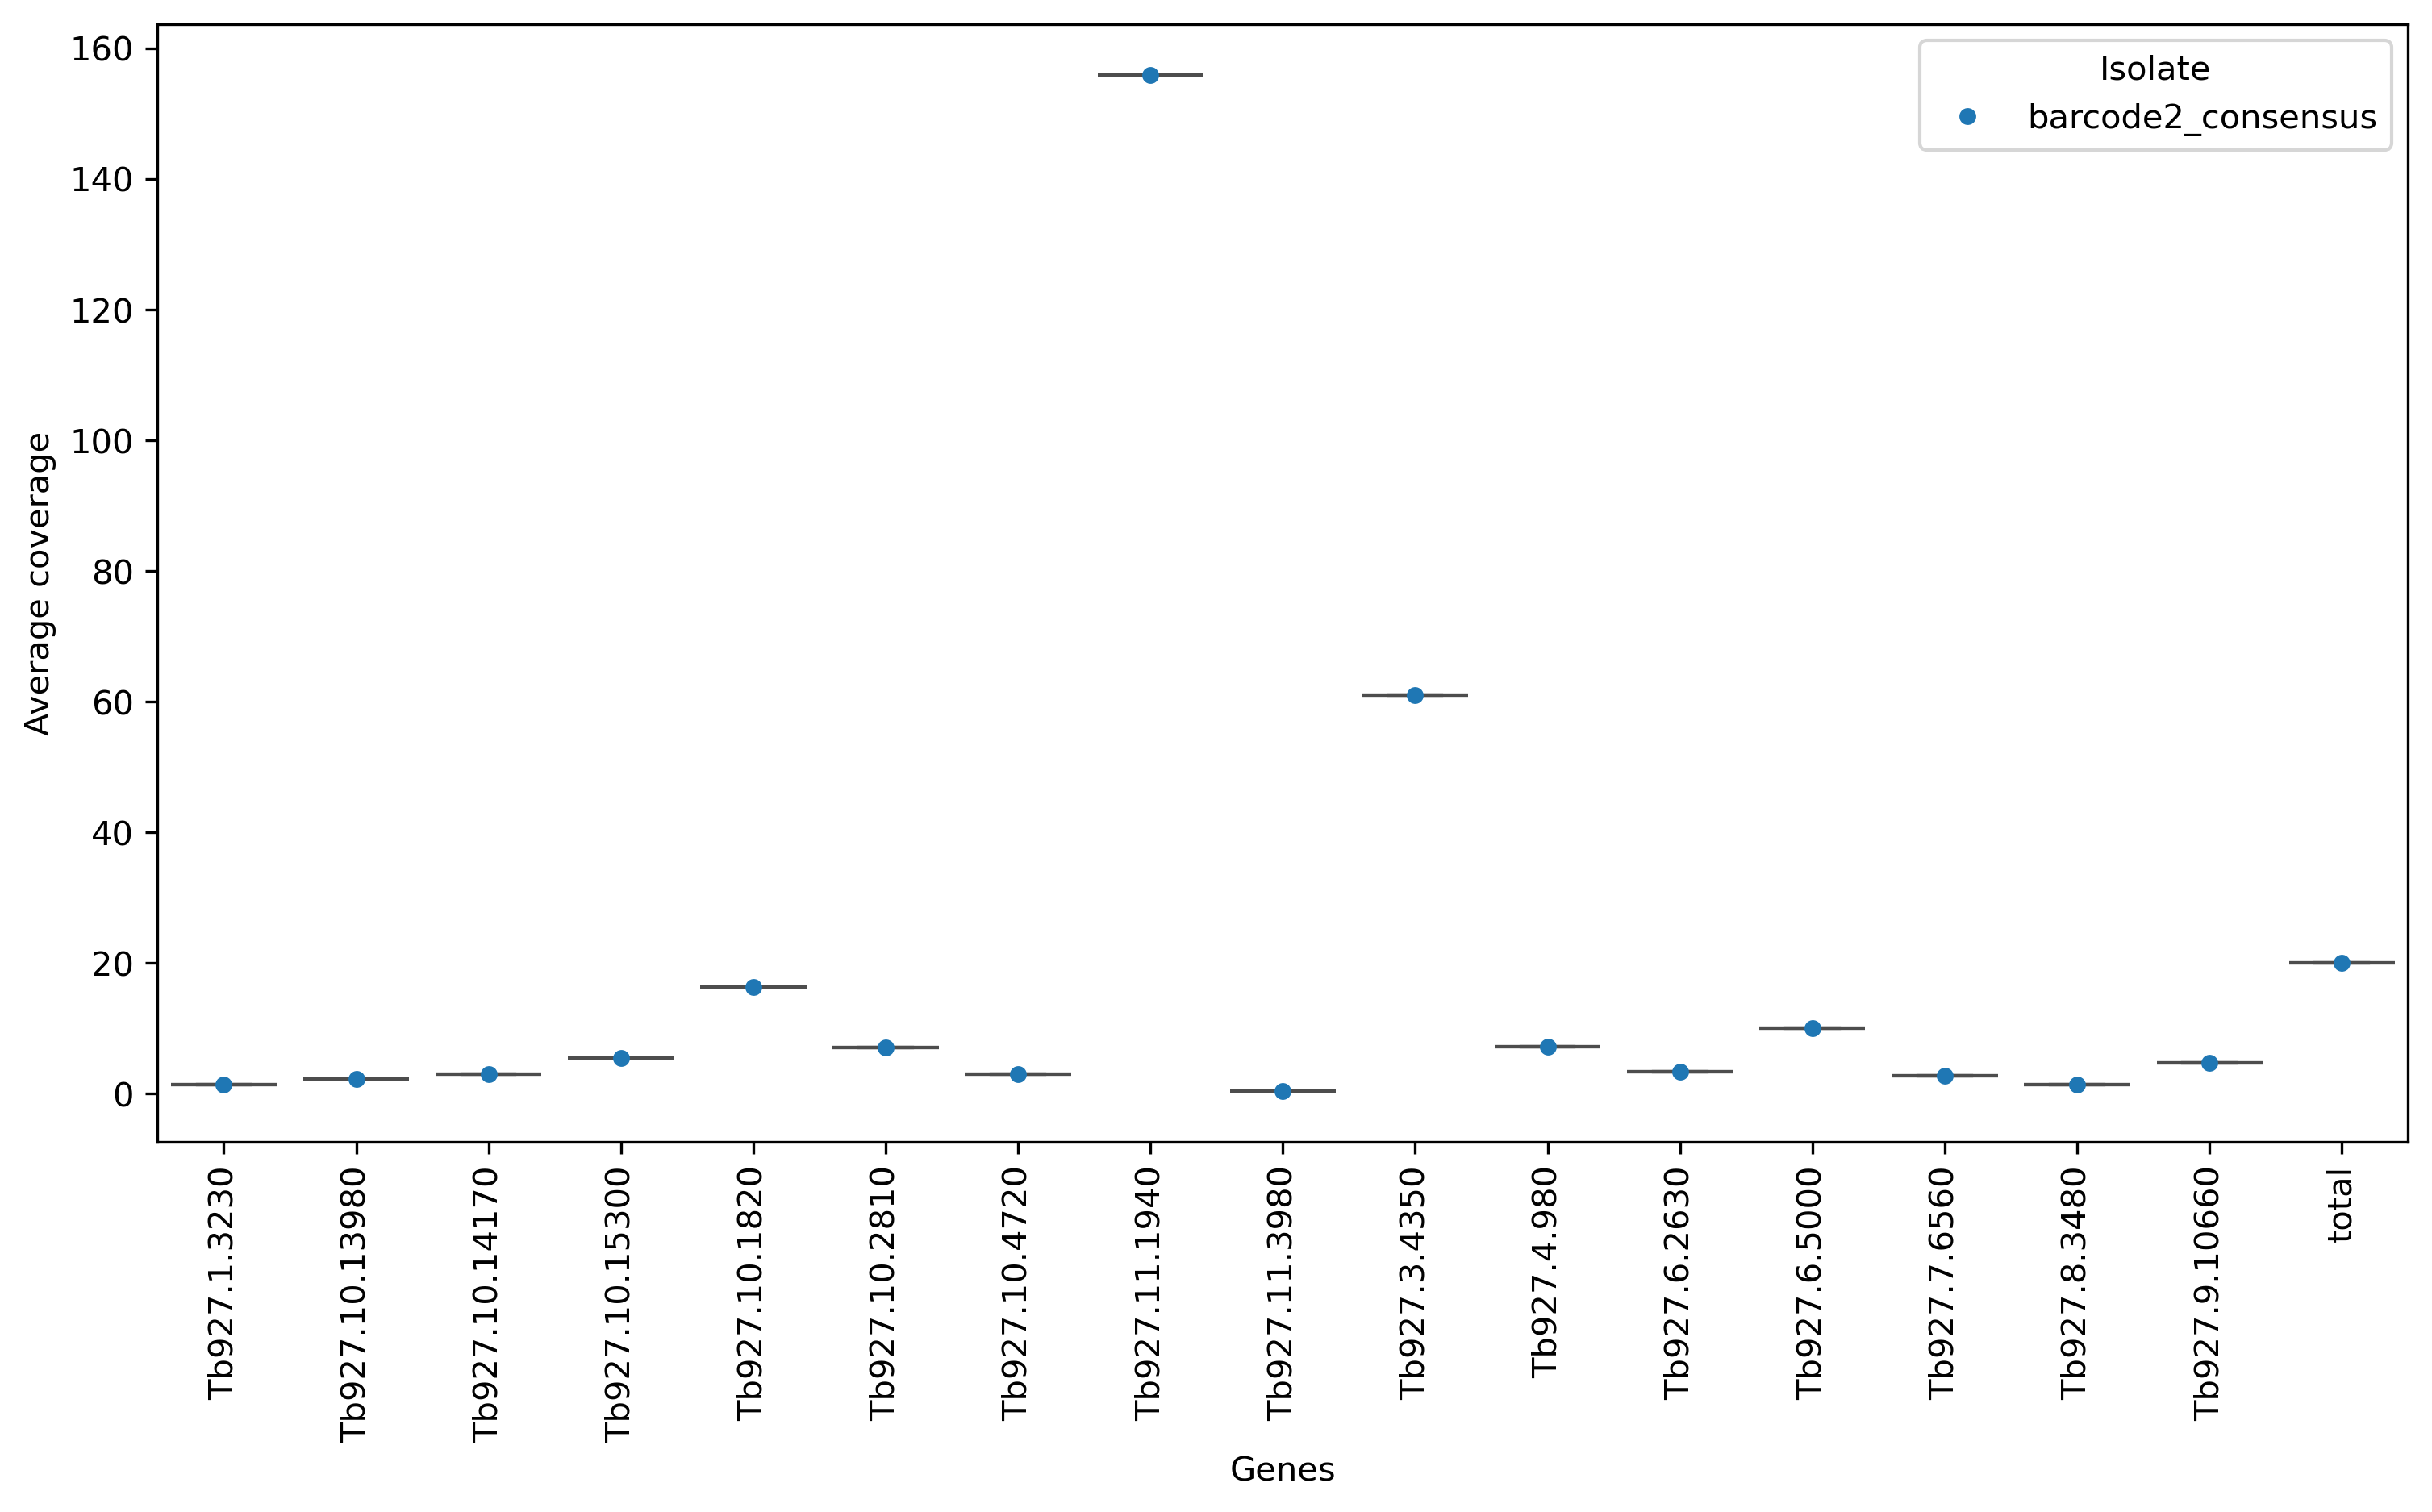 Isolate
barcode2_consensus
Average coverage
160
140
120
100
80
60
40
20
0
Tb927.1.3230
Tb927.10.13980
Tb927.10.14170
Tb927.10.15300
Tb927.10.1820
Tb927.10.2810
Tb927.10.4720
Tb927.11.1940
Tb927.11.3980
Tb927.3.4350
Tb927.4.980
Tb927.6.2630
Tb927.6.5000
Tb927.7.6560
Tb927.8.3480
Tb927.9.10660
total
Genes